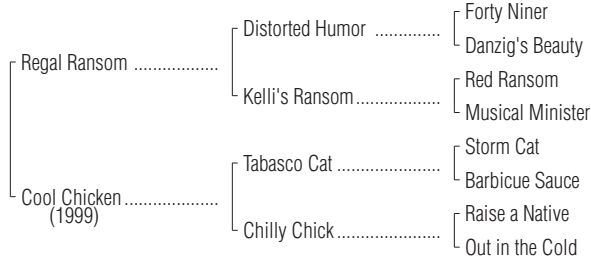 Forty Niner
Distorted Humor ..............
Danzig's Beauty
Regal Ransom ..................
Red Ransom
Kelli's Ransom..................
Musical Minister
Storm Cat
Tabasco Cat ......................
Barbicue Sauce
Cool Chicken....................
(1999)
Raise a Native
Chilly Chick......................
Out in the Cold